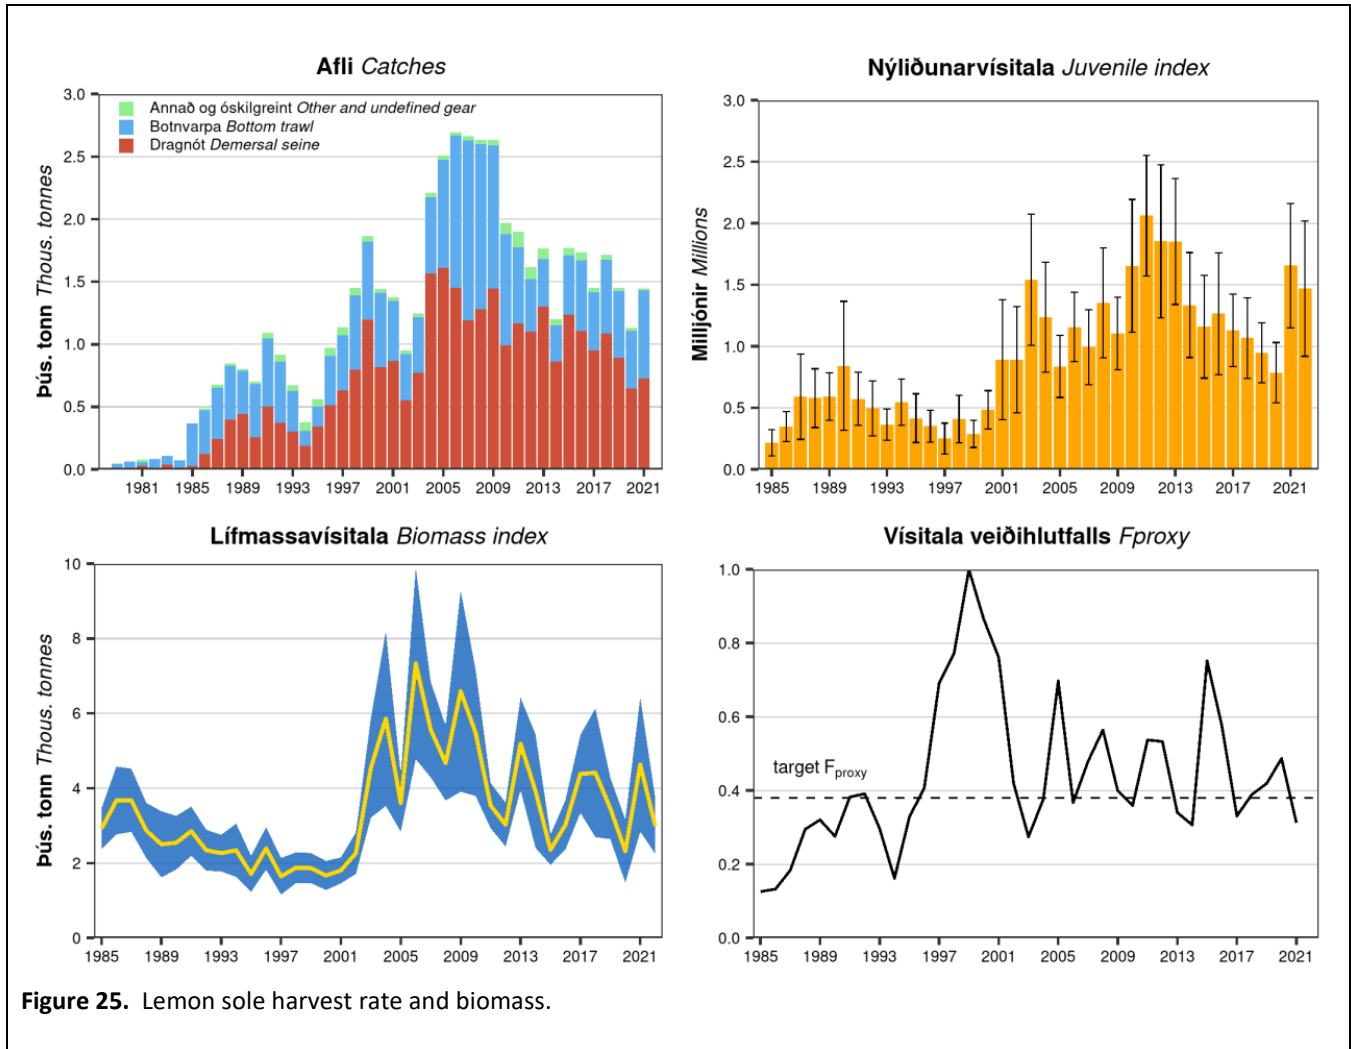 Afli Catches
Annað og óskilgreint Other and undefined gear
Botnvarpa Bottom trawl
Dragnót Demersal seine
Þús. tonn Thous. tonnes
3.0
2.5
2.0
1.5
1.0
0.5
0.0
1981 1985 1989 1993 1997 2001 2005 2009 2013 2017 2021
Nýliðunarvísitala Juvenile index
Milljónir Millions
3.0
2.5
2.0
1.5
1.0
0.5
0.0
1985 1989 1993 1997 2001 2005 2009 2013 2017 2021
Lífmassavísitala Biomass index
Þús. tonn Thous. tonnes
10
8
6
4
2
0
1985 1989 1993 1997 2001 2005 2009 2013 2017 2021
Vísitala veiðihlutfalls Fproxy
1.0
0.8
0.6
0.4
0.2
0.0
target Fproxy
1985 1989 1993 1997 2001 2005 2009 2013 2017 2021
Figure 25. Lemon sole harvest rate and biomass.